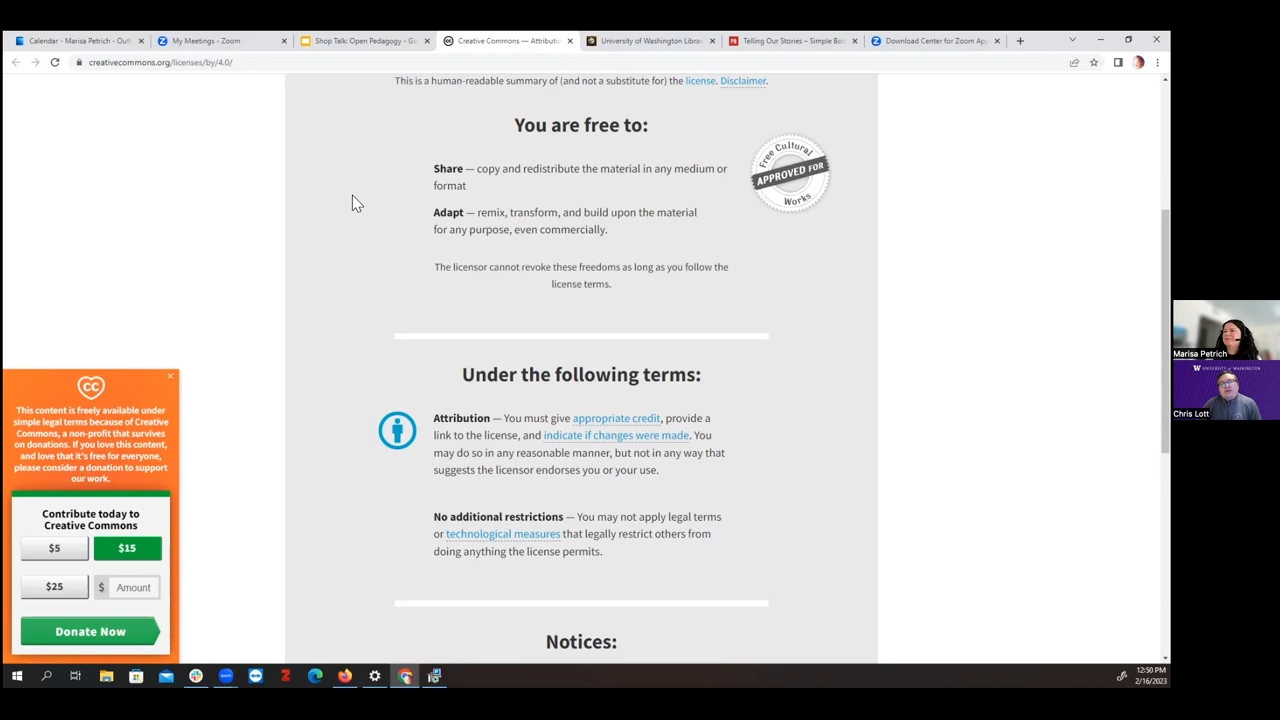 Calendar - Marisa Petrich - Outl
My Meetings - Zoom
Shop Talk: Open Pedagogy - Go
Creative Commons — Attributio
University of Washington Librar
Telling Our Stories – Simple Boo
Download Center for Zoom App
creativecommons.org/licenses/by/4.0/
This is a human-readable summary of (and not a substitute for) the license. Disclaimer.
You are free to:
Share — copy and redistribute the material in any medium or
format
Adapt — remix, transform, and build upon the material
for any purpose, even commercially.
Free Cultural
APPROVED FOR
Works
The licensor cannot revoke these freedoms as long as you follow the
license terms.
Under the following terms:
Attribution — You must give appropriate credit, provide a
link to the license, and indicate if changes were made. You
may do so in any reasonable manner, but not in any way that
suggests the licensor endorses you or your use.
No additional restrictions — You may not apply legal terms
or technological measures that legally restrict others from
doing anything the license permits.
Notices:
cc
This content is freely available under
simple legal terms because of Creative
Commons, a non-profit that survives
on donations. If you love this content,
and love that it's free for everyone,
please consider a donation to support
our work.
Contribute today to
Creative Commons
$5
$15
$25
$ Amount
Donate Now
Marisa Petrich
W UNIVERSITY of WASHINGTON
Chris Lott
12:50 PM
2/16/2023